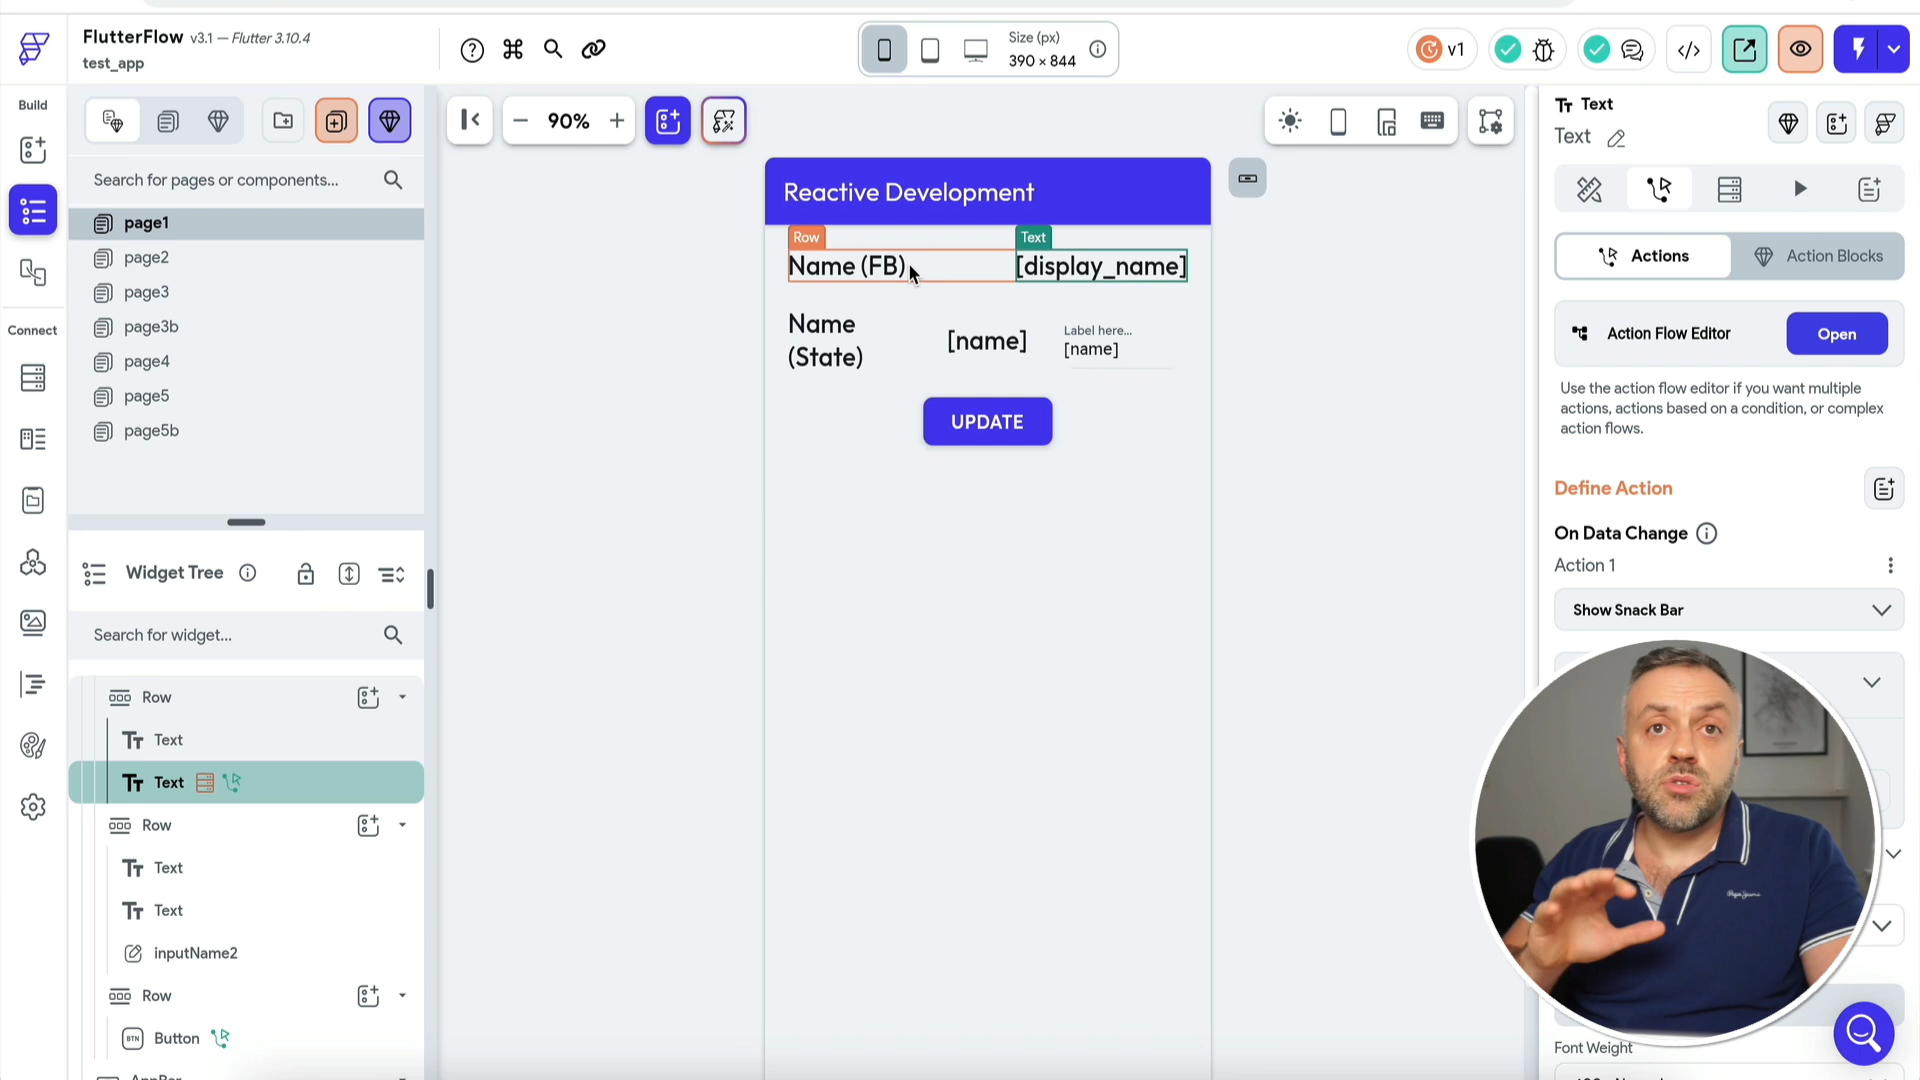 FlutterFlow v3.1 — Flutter 3.10.4
test_app
Size (px)
390 × 844
v1
Build
Connect
90%
Search for pages or components...
page1
page2
page3
page3b
page4
page5
page5b
Widget Tree
Search for widget...
Row
Text
Text
Row
Text
Text
inputName2
Row
BTN Button
AppBar
Reactive Development
Row
Text
Name (FB)
[display_name]
Name
(State)
[name]
Label here...
[name]
UPDATE
Text
Text
Actions
Action Blocks
Action Flow Editor
Open
Use the action flow editor if you want multiple
actions, actions based on a condition, or complex
action flows.
Define Action
On Data Change
Action 1
Show Snack Bar
Pepe Jeans
Font Weight